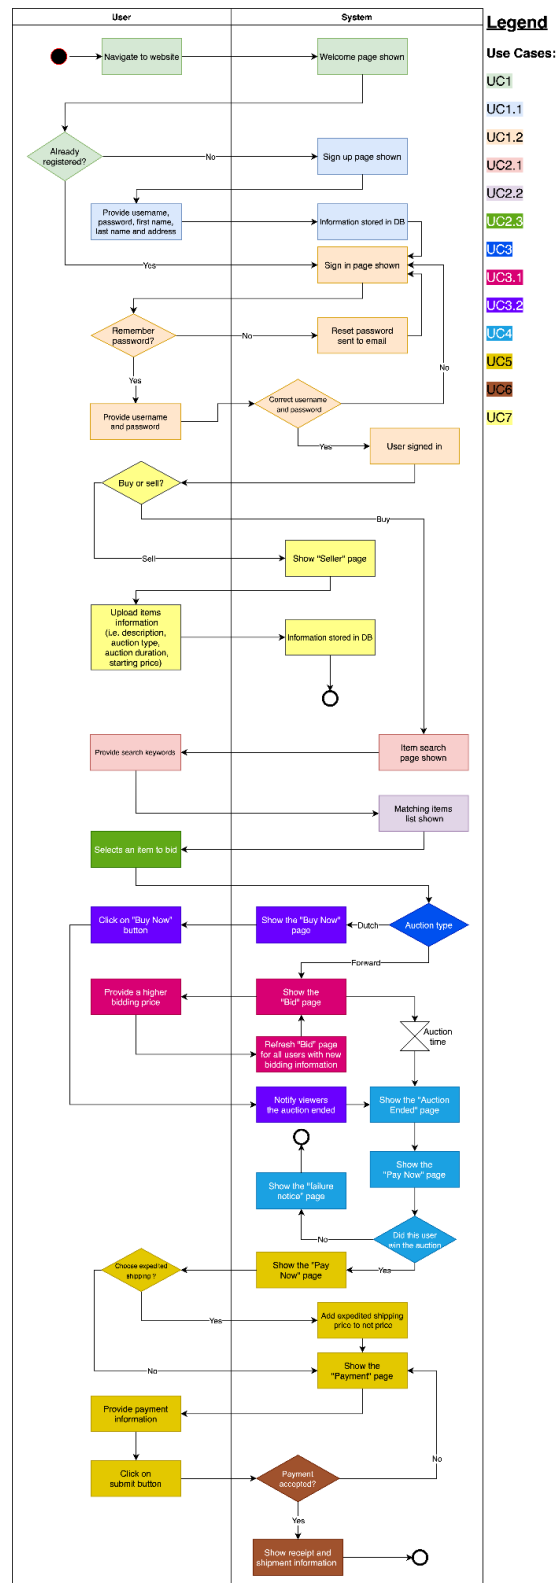 User
System
Legend
Use Cases:
UC1
UC1.1
UC1.2
UC2.1
UC2.2
UC2.3
UC3
UC3.1
UC3.2
UC4
UC5
UC6
UC7
Navigate to website
Welcome page shown
Already
registered?
No
Sign up page shown
Provide username,
password, first name,
last name and address
Information stored in DB
Yes
Sign in page shown
Remember
password?
No
Reset password
sent to email
No
Yes
Provide username
and password
Correct username
and password
Yes
User signed in
Buy or sell?
Buy
Sell
Show "Seller" page
Upload items
information
(i.e. description,
auction type,
auction duration,
starting price)
Information stored in DB
Item search
page shown
Provide search keywords
Matching items
list shown
Selects an item to bid
Auction type
Dutch
Show the "Buy Now"
page
Click on "Buy Now"
button
Forward
Show the
"Bid" page
Provide a higher
bidding price
Auction
time
Refresh "Bid" page
for all users with new
bidding information
Notify viewers
the auction ended
Show the "Auction
Ended" page
Show the
"Pay Now" page
Show the "failure
notice" page
Did this user
win the auction
No
Yes
Show the "Pay
Now" page
Choose expedited
shipping ?
Yes
Add expedited shipping
price to net price
No
Show the
"Payment" page
Provide payment
information
Click on
submit button
Payment
accepted?
No
Yes
Show receipt and
shipment information